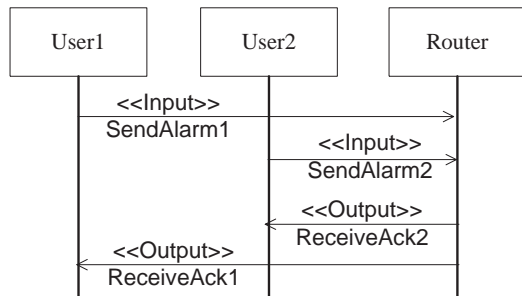 User1
User2
Router
<<Input>>
SendAlarm1
<<Input>>
SendAlarm2
<<Output>>
ReceiveAck2
<<Output>>
ReceiveAck1